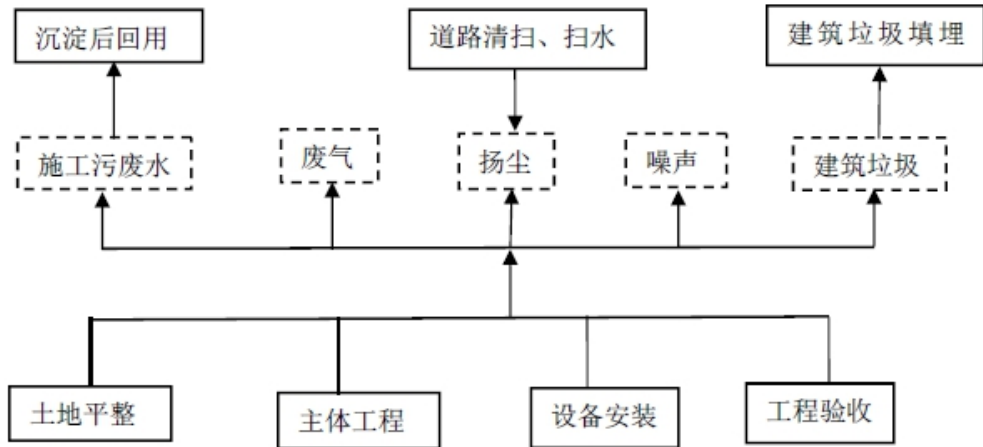 沉淀后回用
道路清扫、扫水
建筑垃圾填埋
施工污废水
废气
扬尘
噪声
建筑垃圾
土地平整
主体工程
设备安装
工程验收